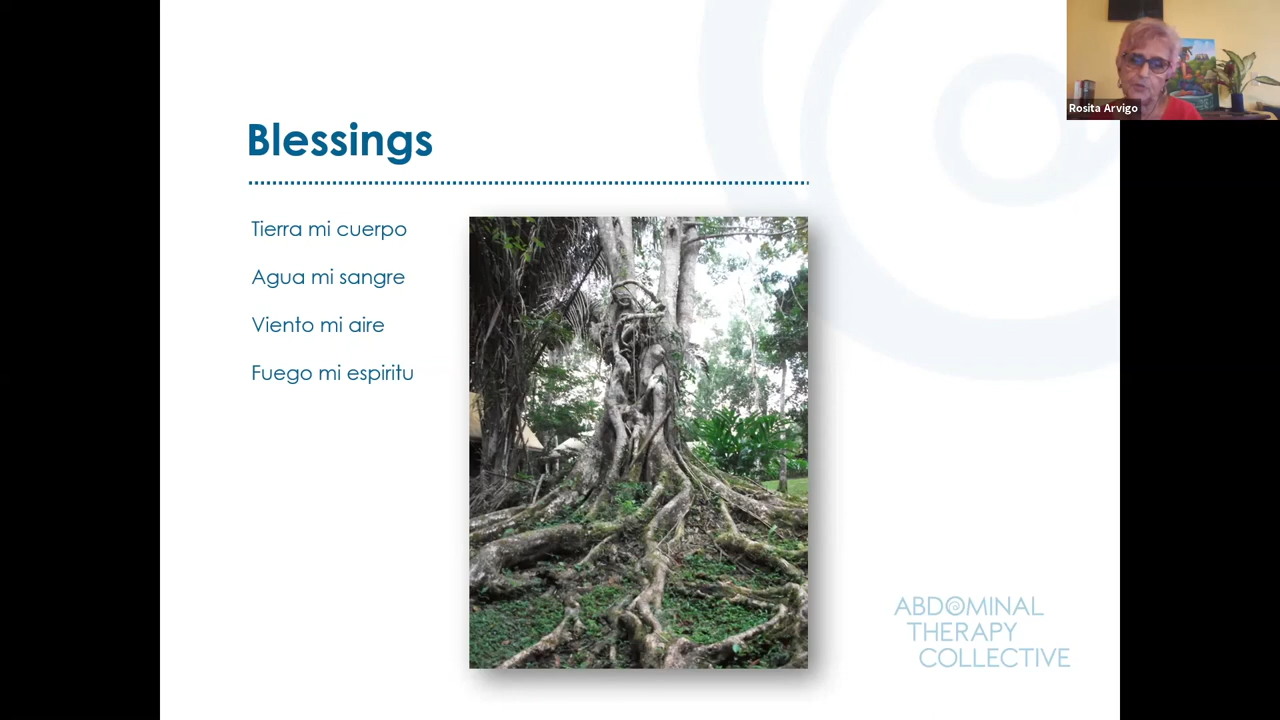 Blessings
Tierra mi cuerpo
Agua mi sangre
Viento mi aire
Fuego mi espiritu
Rosita Arvigo
ABDOMINAL
THERAPY
COLLECTIVE